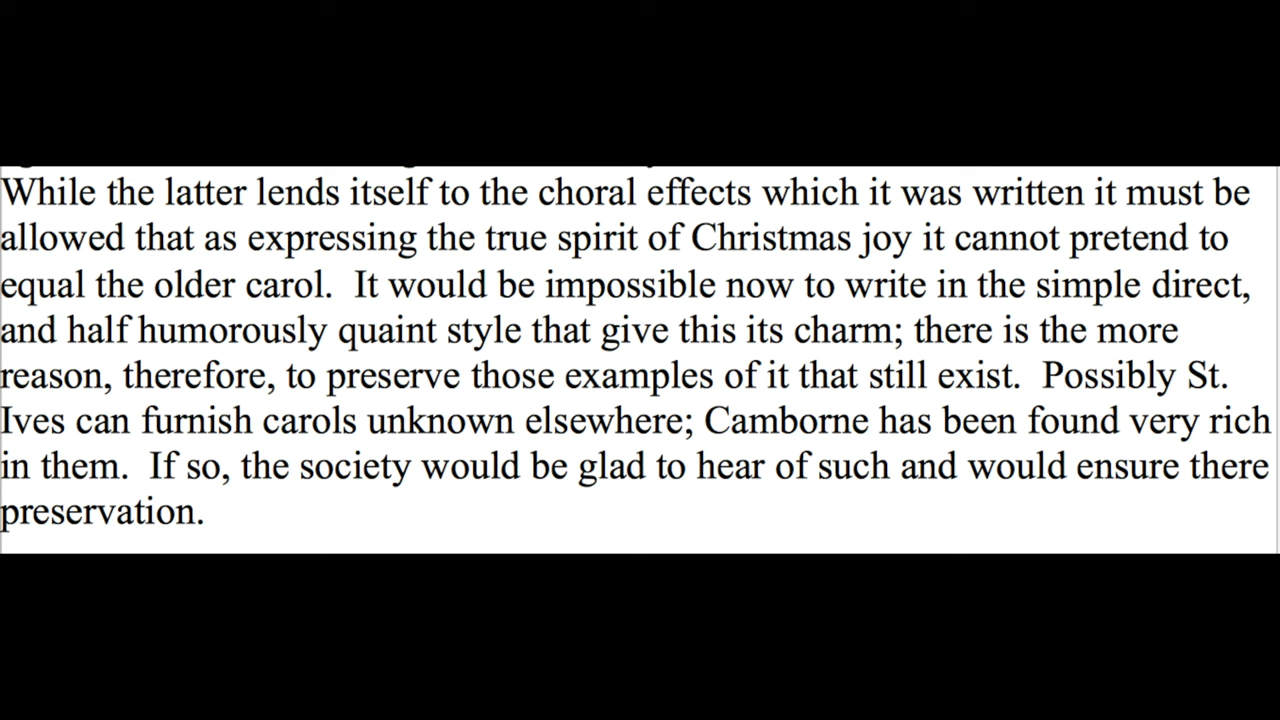 While the latter lends itself to the choral effects which it was written it must be
allowed that as expressing the true spirit of Christmas joy it cannot pretend to
equal the older carol.  It would be impossible now to write in the simple direct,
and half humorously quaint style that give this its charm; there is the more
reason, therefore, to preserve those examples of it that still exist.  Possibly St.
Ives can furnish carols unknown elsewhere; Camborne has been found very rich
in them.  If so, the society would be glad to hear of such and would ensure there
preservation.